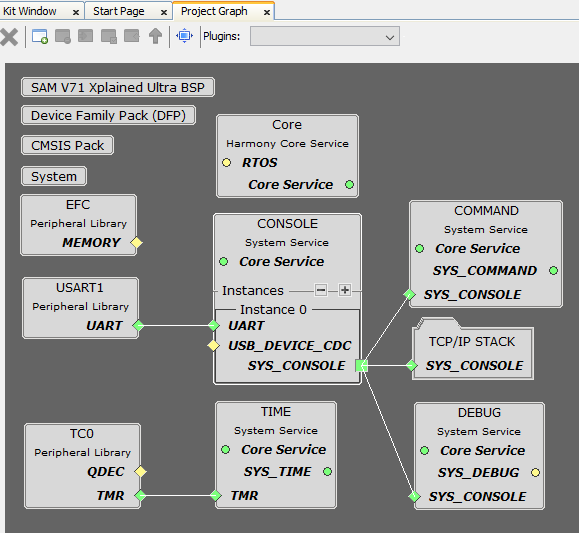 Kit Window
Start Page
Project Graph
Plugins:
SAM V71 Xplained Ultra BSP
Device Family Pack (DFP)
CMSIS Pack
System
Core
Harmony Core Service
RTOS
Core Service
EFC
Peripheral Library
MEMORY
CONSOLE
System Service
Core Service
Instances
Instance 0
UART
USB_DEVICE_CDC
SYS_CONSOLE
COMMAND
System Service
Core Service
SYS_COMMAND
SYS_CONSOLE
USART1
Peripheral Library
UART
TCP/IP STACK
SYS_CONSOLE
TC0
Peripheral Library
QDEC
TMR
TIME
System Service
Core Service
SYS_TIME
TMR
DEBUG
System Service
Core Service
SYS_DEBUG
SYS_CONSOLE